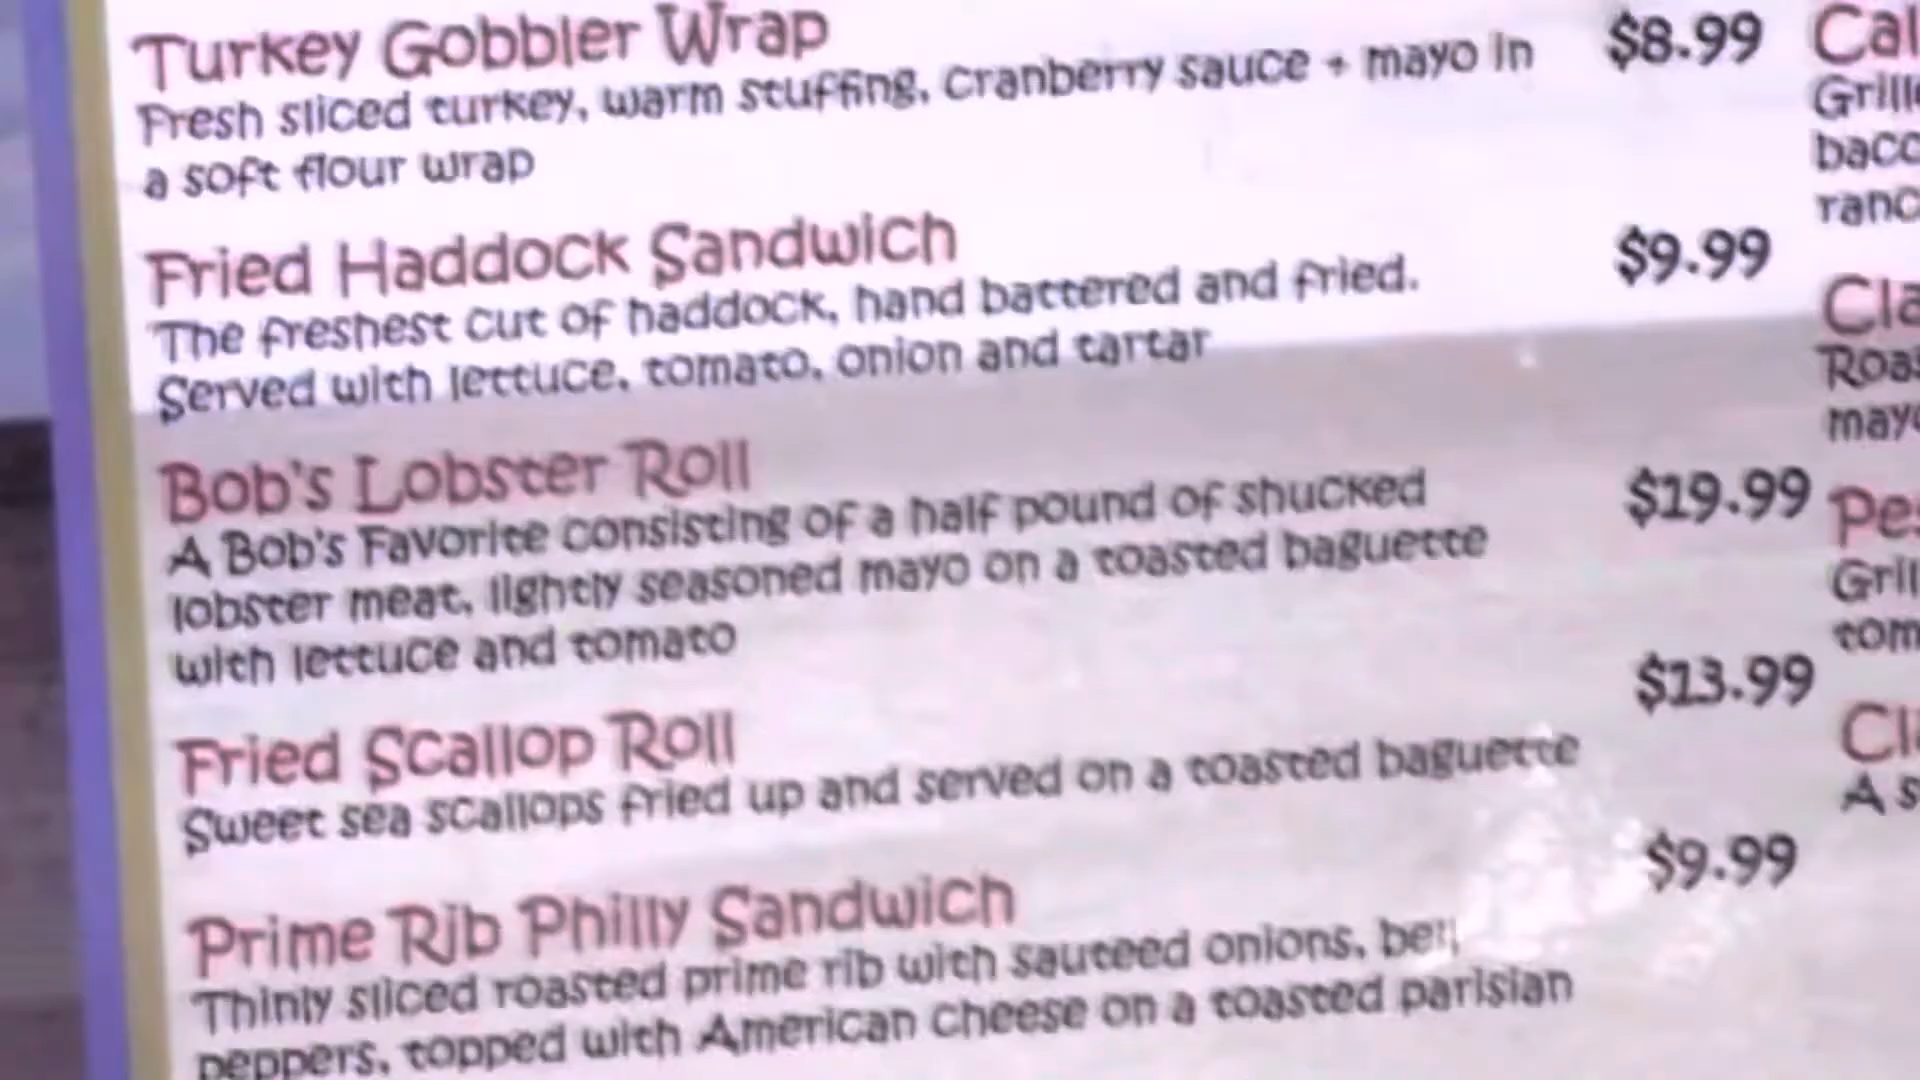 Turkey Gobbler Wrap $8.99
Fresh sliced turkey, warm stuffing, cranberry sauce + mayo in
a soft flour wrap
Fried Haddock Sandwich $9.99
The freshest cut of haddock, hand battered and fried.
Served with lettuce, tomato, onion and tartar
Bob's Lobster Roll $19.99
A Bob's Favorite consisting of a half pound of shucked
lobster meat, lightly seasoned mayo on a toasted baguette
with lettuce and tomato
Fried Scallop Roll $13.99
Sweet sea scallops fried up and served on a toasted baguette
Prime Rib Philly Sandwich $9.99
Thinly sliced roasted prime rib with sauteed onions, bell
peppers, topped with American cheese on a toasted parisian